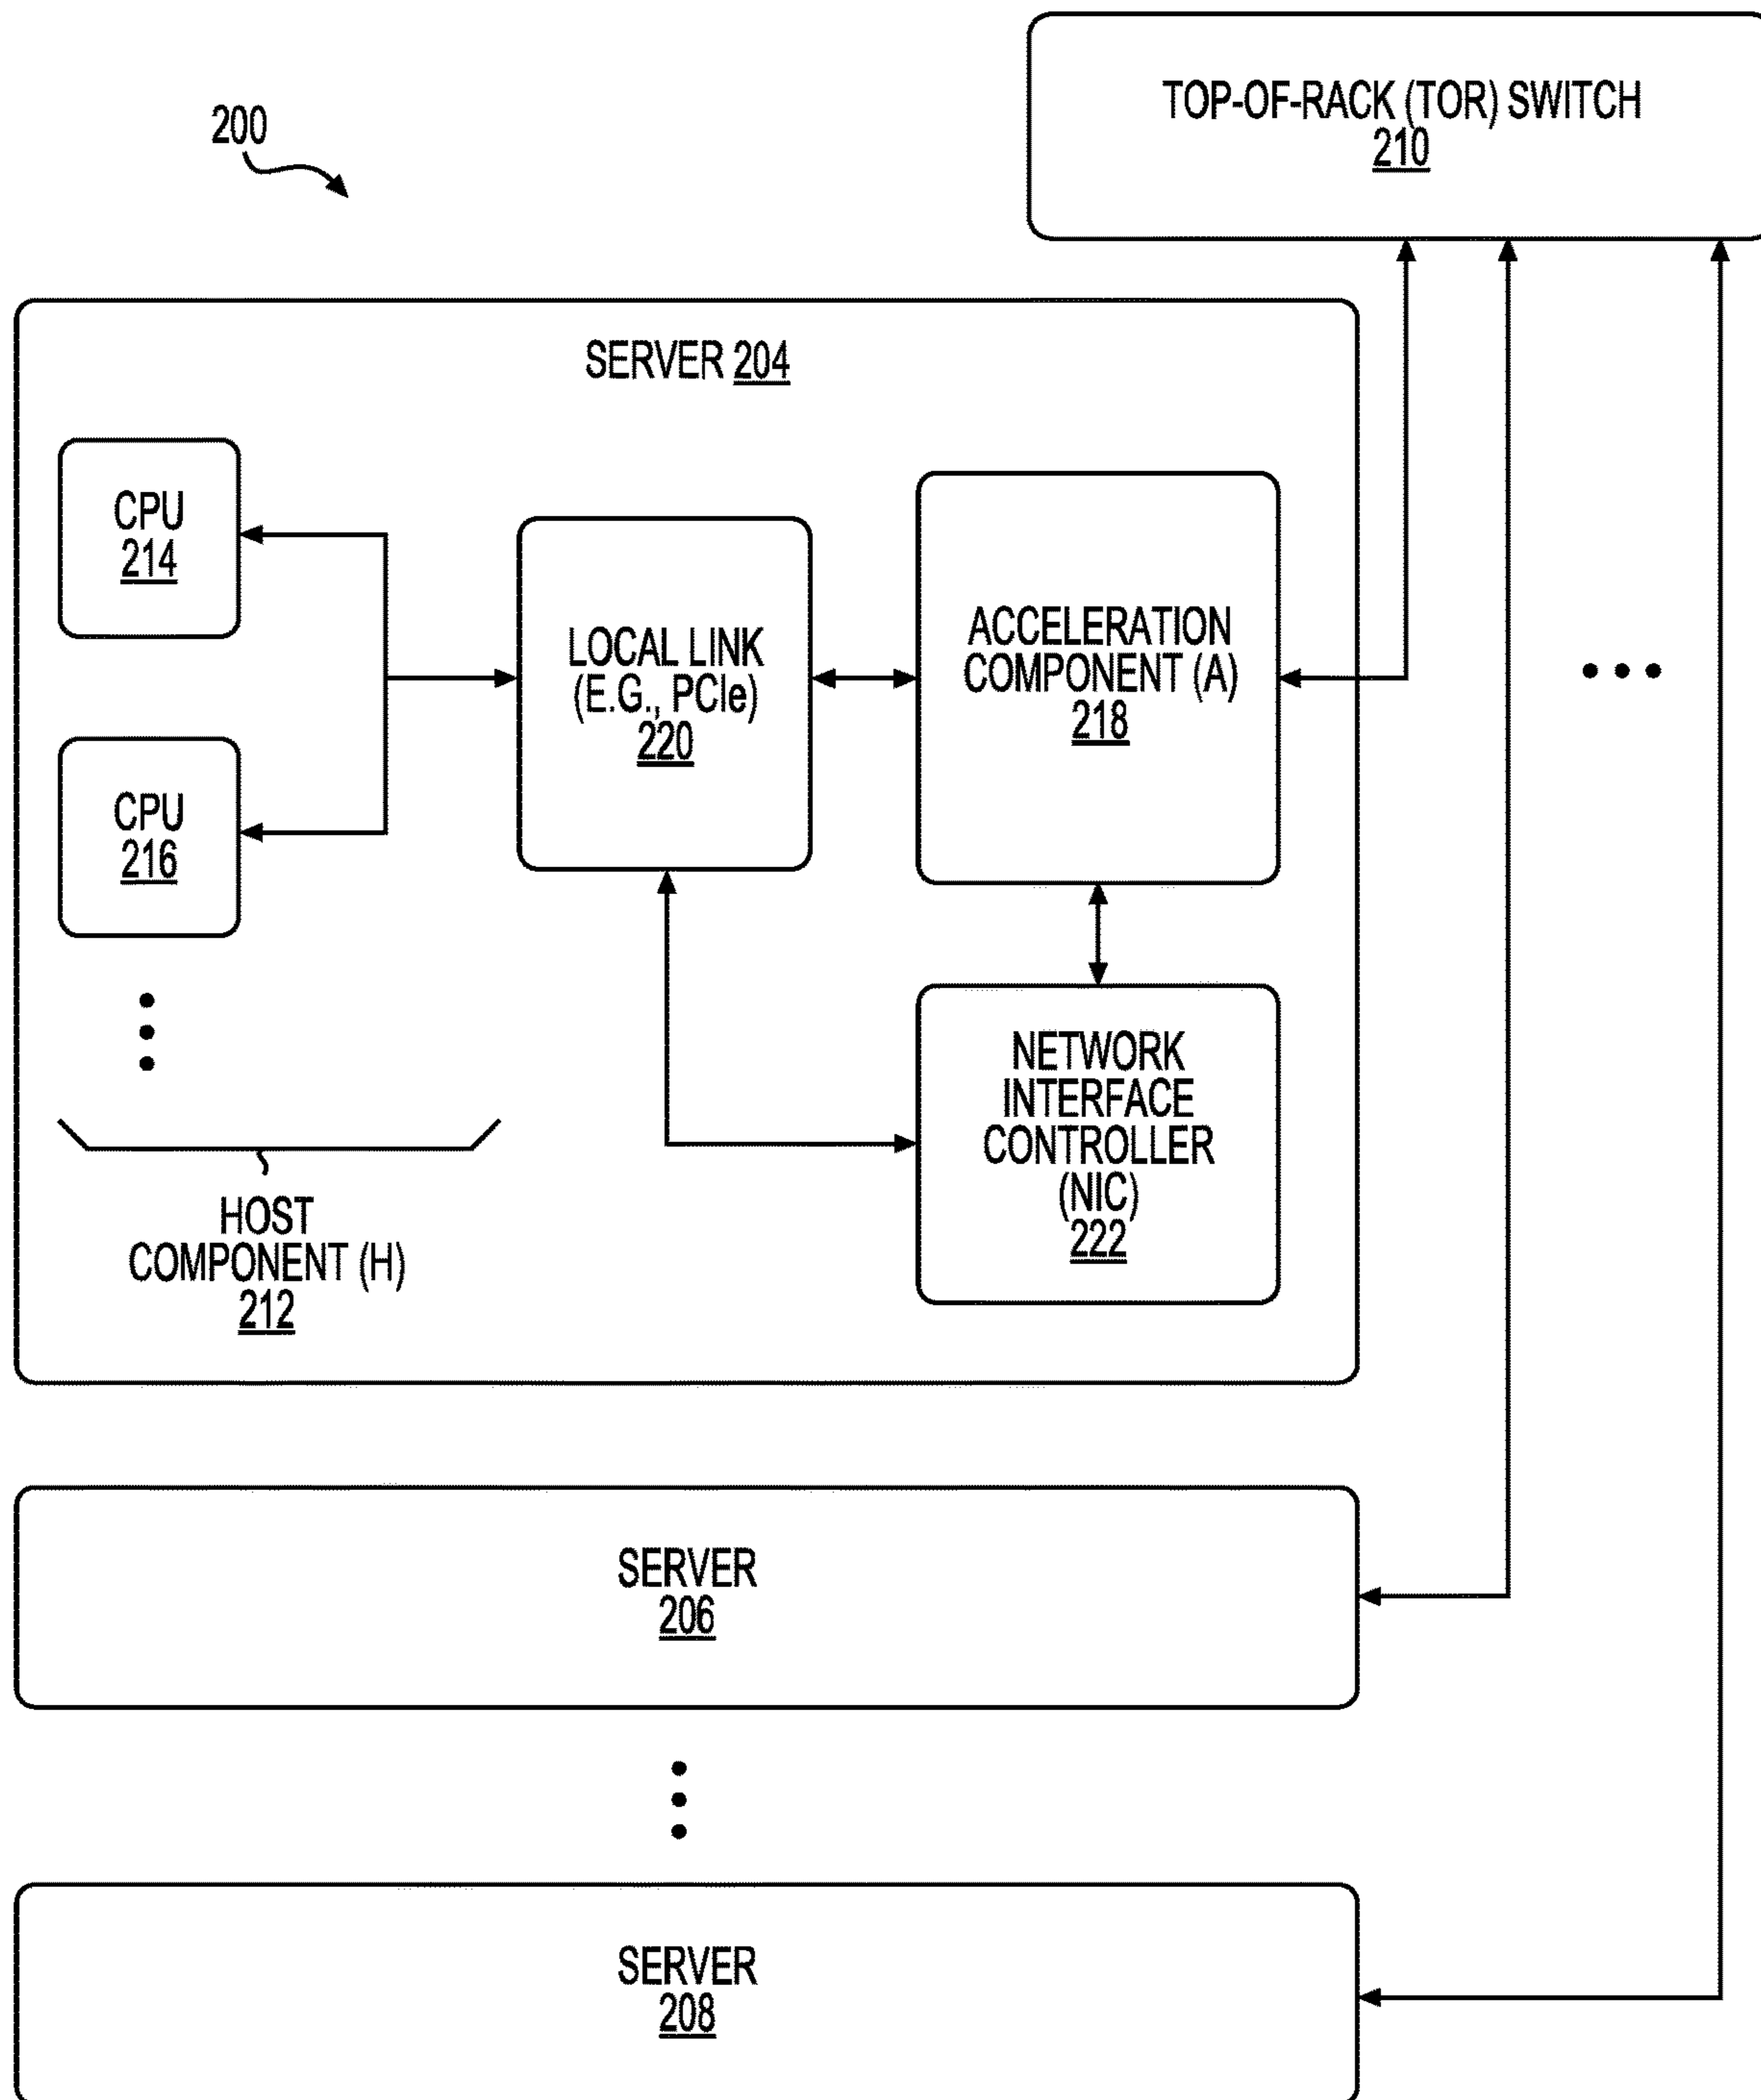 TOP-OF-RACK (TOR) SWITCH
210
200
SERVER 204
CPU
214
LOCAL LINK
(E.G., PCIe)
220
ACCELERATION
COMPONENT (A)
218
CPU
216
NETWORK
INTERFACE
CONTROLLER
(NIC)
222
HOST
COMPONENT (H)
212
SERVER
206
SERVER
208